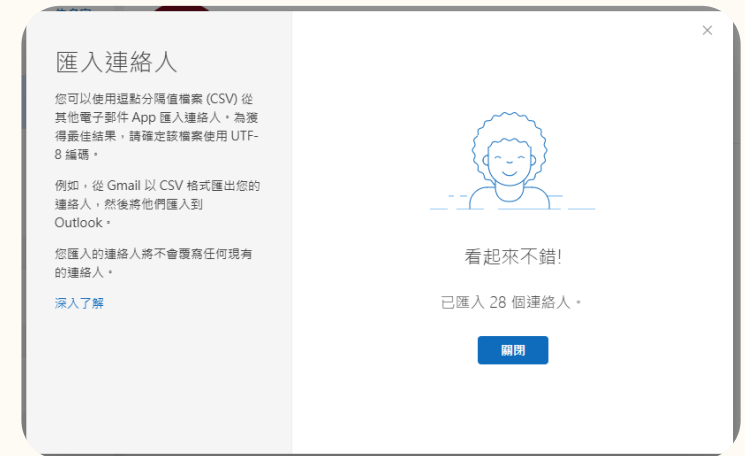 匯入連絡人
您可以使用逗點分隔值檔案 (CSV) 從
其他電子郵件 App 匯入連絡人。為獲
得最佳結果，請確定該檔案使用 UTF-
8 編碼。
例如，從 Gmail 以 CSV 格式匯出您的
連絡人，然後將他們匯入到
Outlook。
您匯入的連絡人將不會覆寫任何現有
的連絡人。
深入了解
看起來不錯!
已匯入 28 個連絡人。
關閉